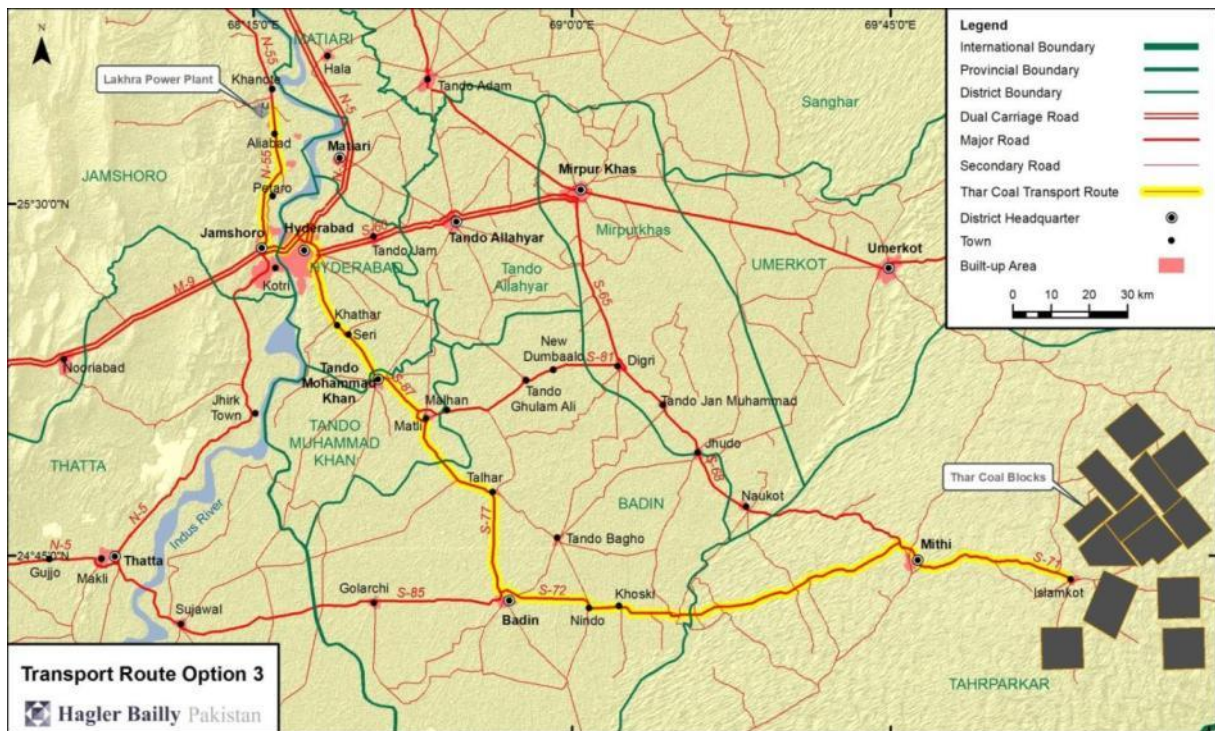 68°15'0"E
69°0'0"E
69°45'0"E
Legend
International Boundary
Provincial Boundary
District Boundary
Dual Carriage Road
Major Road
Secondary Road
Thar Coal Transport Route
District Headquarter
Town
Built-up Area
0 10 20 30 km
N
N-55
MATIARI
Hala
Lakhra Power Plant
Khanote
N-5
Tando Adam
Sanghar
Aliabad
Matiari
JAMSHORO
N-55
Petaro
Mirpur Khas
25°30'0"N
Jamshoro
Hyderabad
Tando Allahyar
Mirpurkhas
Tando Jam
HYDERABAD
Umerkot
UMERKOT
Kotri
Tando
Allahyar
M-9
S-65
Khathar
Seri
New
Dumbaalo
S-81
Digri
Nooriabad
Tando
Mohammad
Khan
S-87
Tando
Ghulam Ali
Malhan
Matli
Jhirk
Town
Tando Jan Muhammad
TANDO
MUHAMMAD
KHAN
Jhudo
S-68
THATTA
Talhar
BADIN
Naukot
Thar Coal Blocks
Indus River
N-5
S-77
Tando Bagho
Mithi
24°45'0"N
N-5
Gujjo
Makli
Thatta
S-71
Islamkot
Golarchi
S-85
S-72
Khoski
Sujawal
Badin
Nindo
TAHRPARKAR
Transport Route Option 3
Hagler Bailly Pakistan